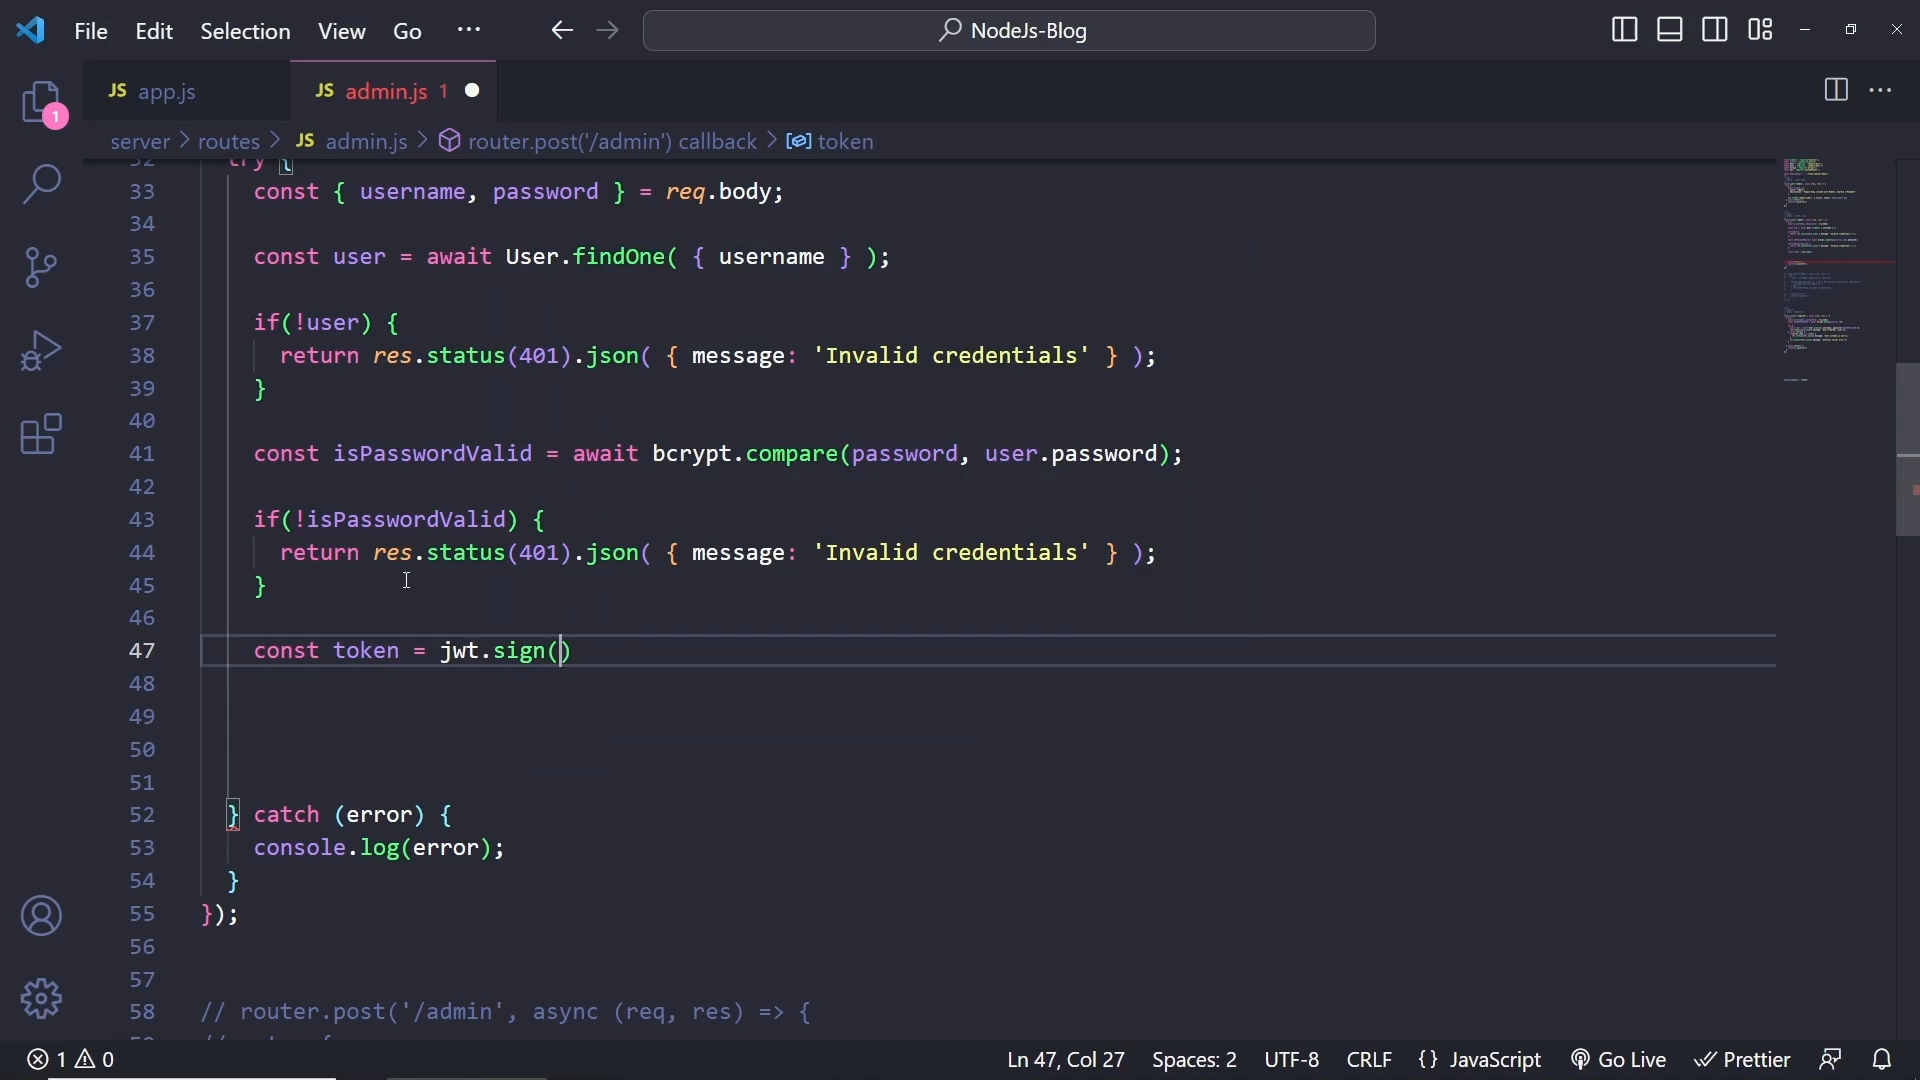 File Edit Selection View Go ··· NodeJs-Blog
JS app.js JS admin.js 1
server > routes > JS admin.js > router.post('/admin') callback > token
32 try {
33 const { username, password } = req.body;
34
35 const user = await User.findOne( { username } );
36
37 if(!user) {
38 return res.status(401).json( { message: 'Invalid credentials' } );
39 }
40
41 const isPasswordValid = await bcrypt.compare(password, user.password);
42
43 if(!isPasswordValid) {
44 return res.status(401).json( { message: 'Invalid credentials' } );
45 }
46
47 const token = jwt.sign()
48
49
50
51
52 } catch (error) {
53 console.log(error);
54 }
55 });
56
57
58 // router.post('/admin', async (req, res) => {
1
1 0 Ln 47, Col 27 Spaces: 2 UTF-8 CRLF {} JavaScript Go Live Prettier